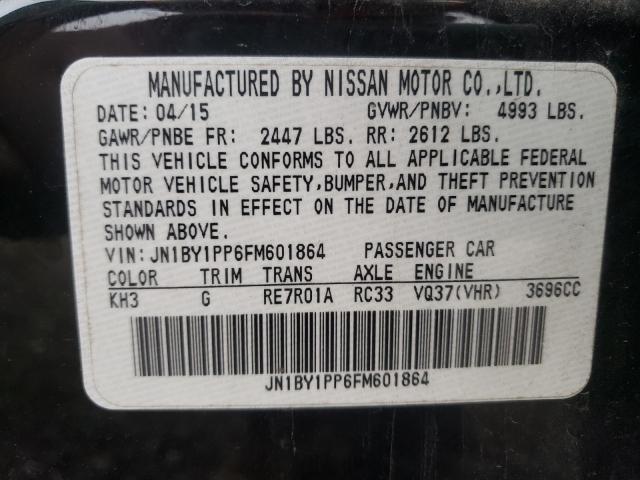 MANUFACTURED BY NISSAN MOTOR CO.,LTD.
DATE: 04/15 GVWR/PNBV: 4993 LBS.
GAWR/PNBE FR: 2447 LBS. RR: 2612 LBS.
THIS VEHICLE CONFORMS TO ALL APPLICABLE FEDERAL
MOTOR VEHICLE SAFETY,BUMPER,AND THEFT PREVENTION
STANDARDS IN EFFECT ON THE DATE OF MANUFACTURE
SHOWN ABOVE.
VIN: JN1BY1PP6FM601864 PASSENGER CAR
COLOR TRIM TRANS AXLE ENGINE
KH3 G RE7R01A RC33 VQ37(VHR) 3696CC
JN1BY1PP6FM601864